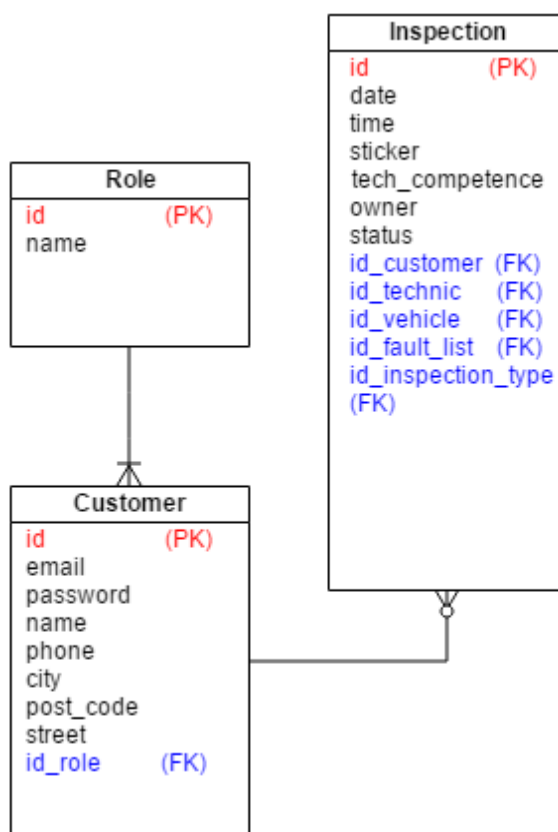 Inspection
id (PK)
date
time
sticker
tech_competence
owner
status
id_customer (FK)
id_technic (FK)
id_vehicle (FK)
id_fault_list (FK)
id_inspection_type
(FK)
Role
id (PK)
name
Customer
id (PK)
email
password
name
phone
city
post_code
street
id_role (FK)